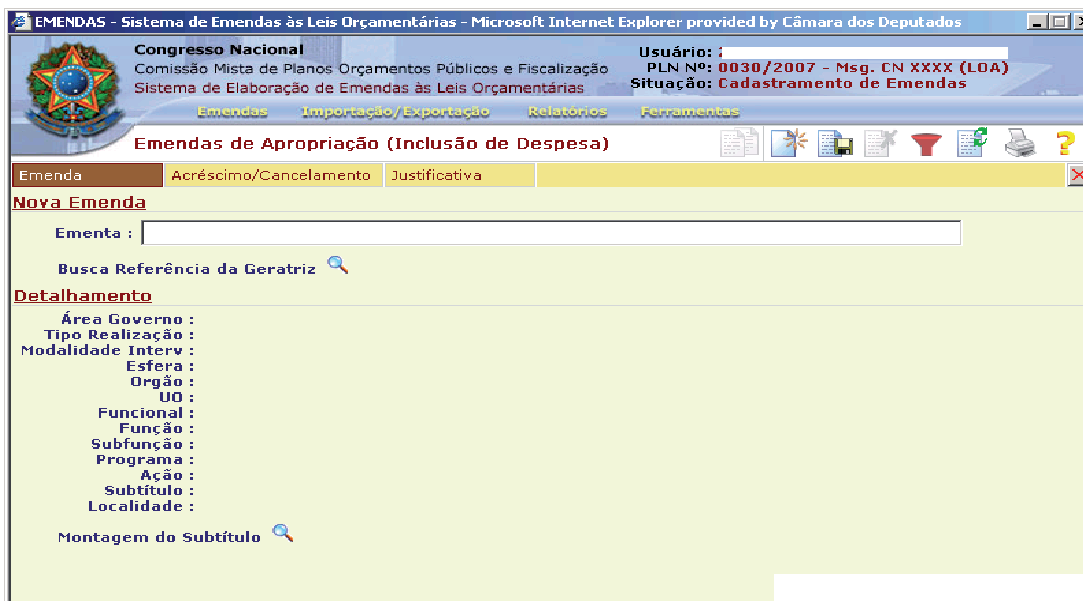 EMENDAS - Sistema de Emendas às Leis Orçamentárias - Microsoft Internet Explorer provided by Câmara dos Deputados
Congresso Nacional
Comissão Mista de Planos Orçamentos Públicos e Fiscalização
Sistema de Elaboração de Emendas às Leis Orçamentárias
Usuário:
PLN Nº: 0030/2007 - Msg. CN XXXX (LOA)
Situação: Cadastramento de Emendas
Emendas Importação/Exportação Relatórios Ferramentas
Emendas de Apropriação (Inclusão de Despesa)
Emenda Acréscimo/Cancelamento Justificativa
Nova Emenda
Ementa :
Busca Referência da Geratriz
Detalhamento
Área Governo :
Tipo Realização :
Modalidade Interv :
Esfera :
Orgão :
UO :
Funcional :
Função :
Subfunção :
Programa :
Ação :
Subtítulo :
Localidade :
Montagem do Subtítulo